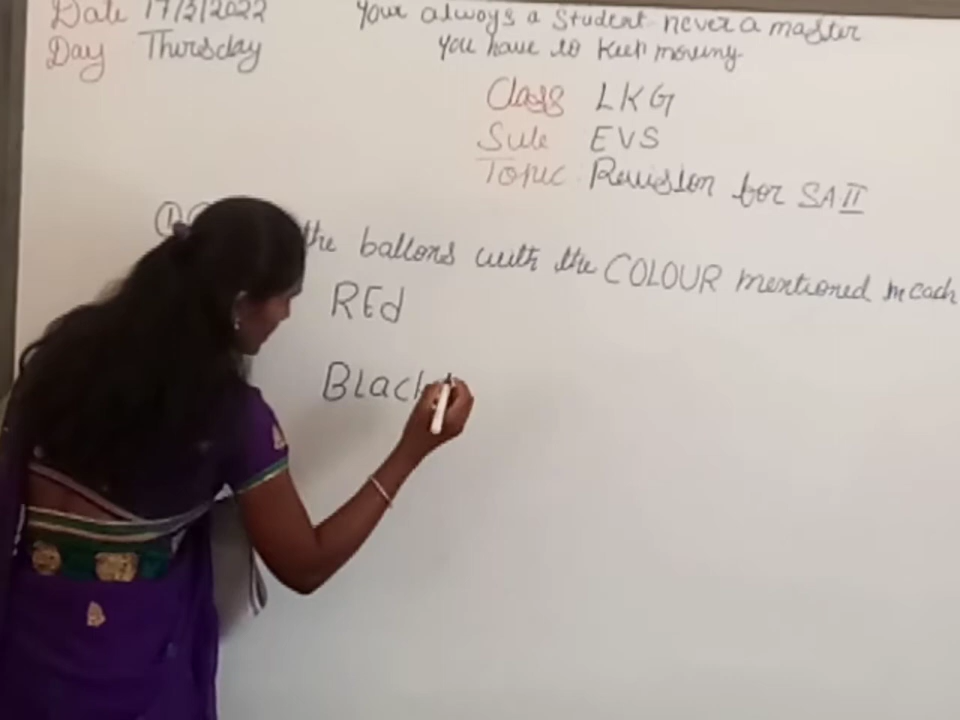 Date 17/3/2022
Day Thursday
Your always a Student never a master
you have to keep moving
Class LKG
Sub EVS
Topic Revision for SA II
① the ballons with the COLOUR mentioned in each
REd
Black